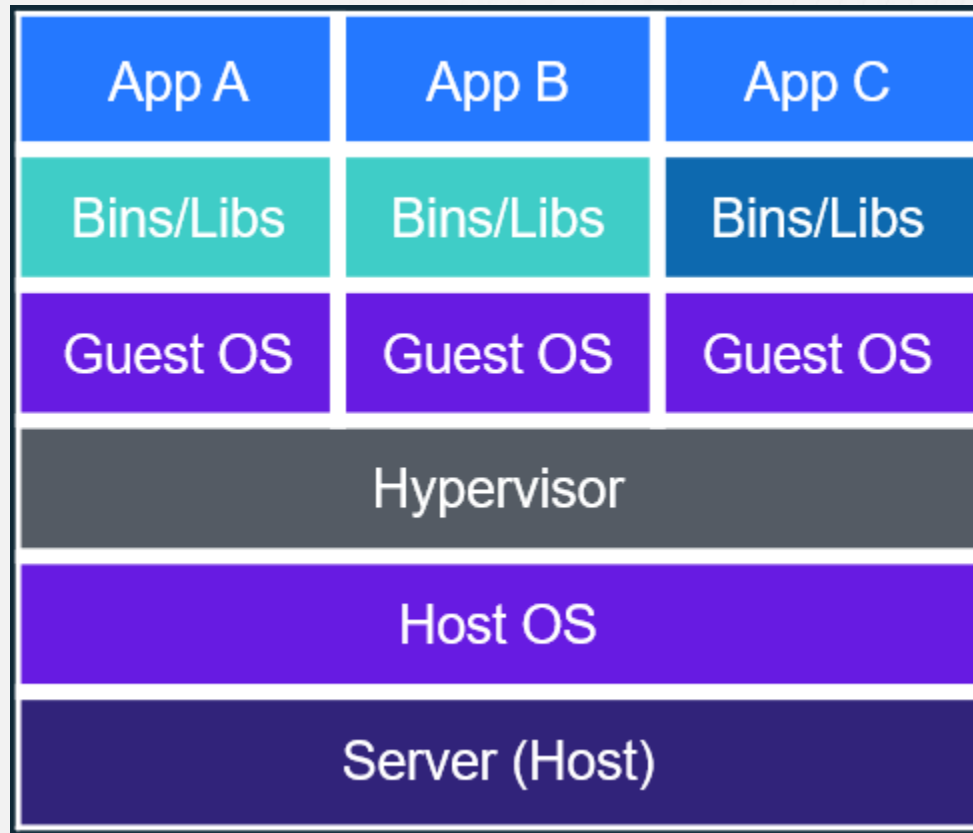 App A App B App C
Bins/Libs Bins/Libs Bins/Libs
Guest OS Guest OS Guest OS
Hypervisor
Host OS
Server (Host)